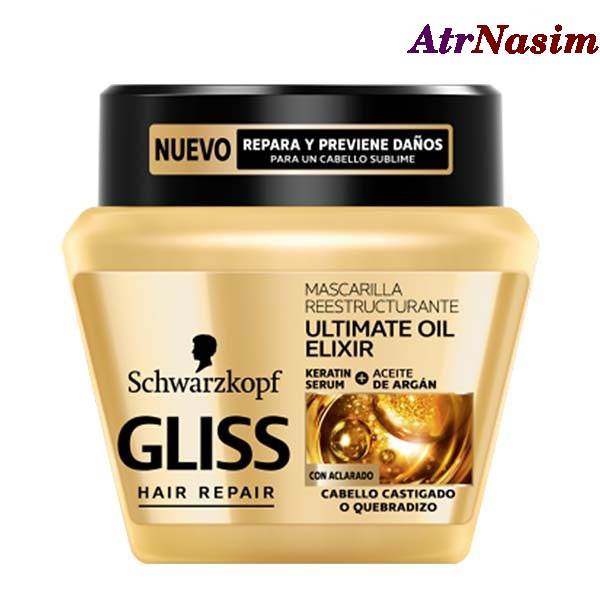 AtrNasim
NUEVO
REPARA Y PREVIENE DAÑOS
PARA UN CABELLO SUBLIME
MASCARILLA
REESTRUCTURANTE
ULTIMATE OIL
ELIXIR
KERATIN
SERUM
+
ACEITE
DE ARGÁN
Schwarzkopf
GLISS
HAIR REPAIR
CON ACLARADO
CABELLO CASTIGADO
O QUEBRADIZO